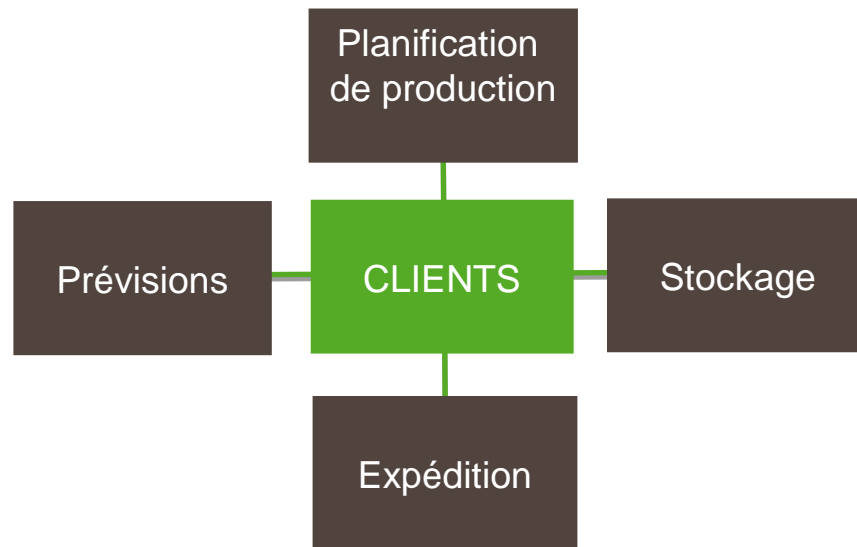 Planification
de production
Prévisions
CLIENTS
Stockage
Expédition